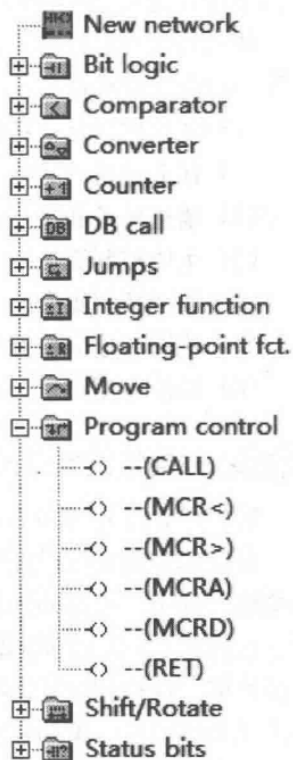 New network
Bit logic
Comparator
Converter
Counter
DB DB call
Jumps
Integer function
Floating-point fct.
Move
Program control
<> --(CALL)
<> --(MCR<)
<> --(MCR>)
<> --(MCRA)
<> --(MCRD)
<> --(RET)
Shift/Rotate
Status bits